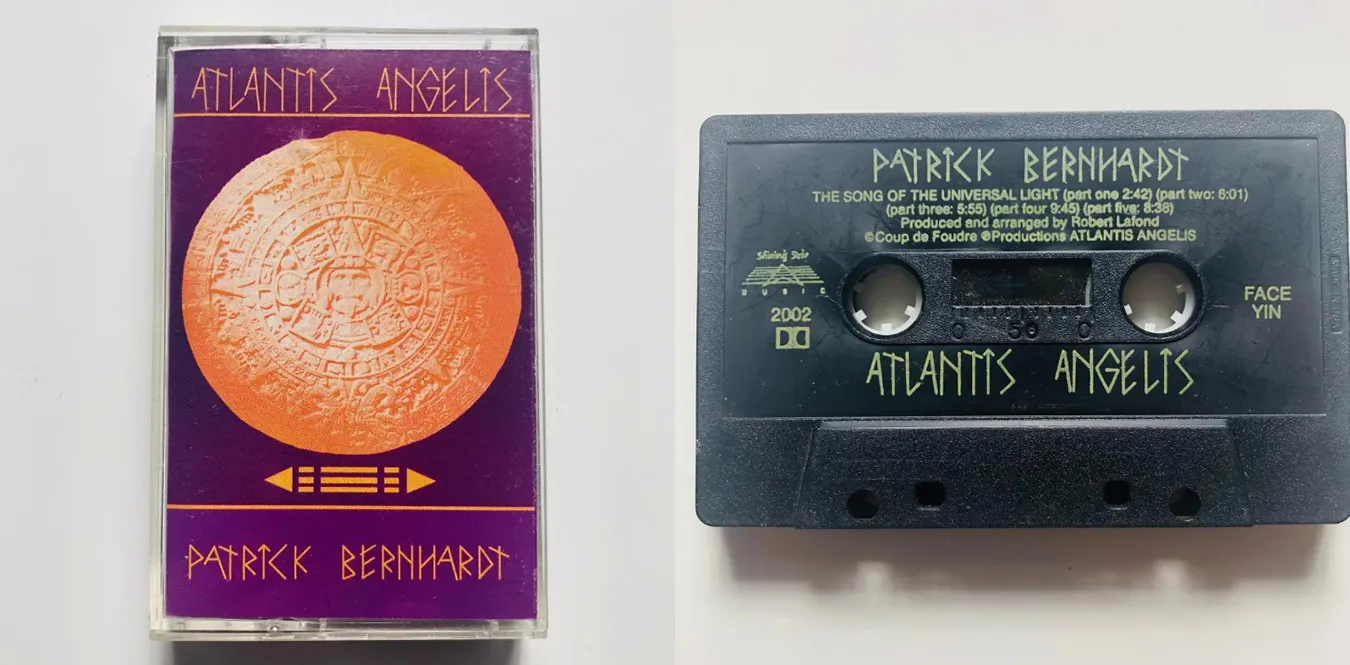 ATLANTIS ANGELIS
PATRICK BERNHARDT
PATRICK BERNHARDT
THE SONG OF THE UNIVERSAL LIGHT (part one 2:42) (part two: 6:01)
(part three: 5:55) (part four 9:45) (part five: 8:38)
Produced and arranged by Robert Lafond
©Coup de Foudre ℗Productions ATLANTIS ANGELIS
Shining Star
MUSIC
2002
FACE
YIN
0 50 0
ATLANTIS ANGELIS